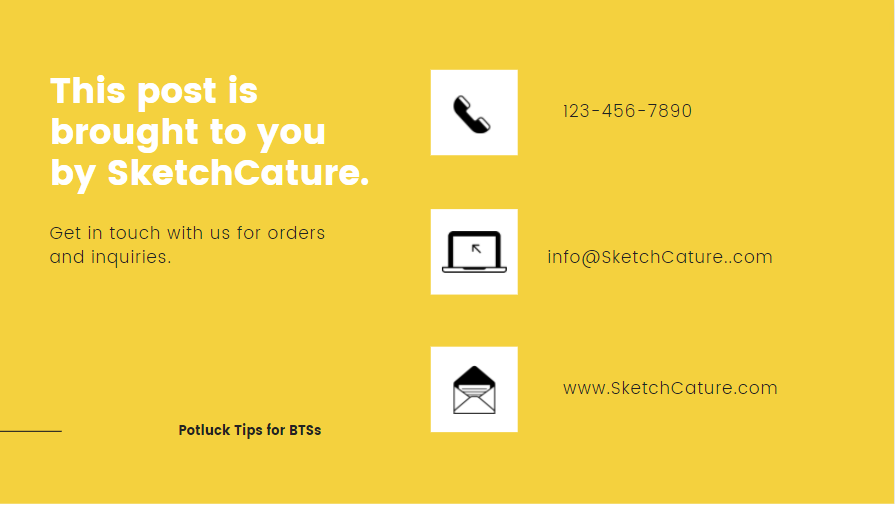 This post is
brought to you
by SketchCature.
Get in touch with us for orders
and inquiries.
123-456-7890
info@SketchCature..com
www.SketchCature.com
Potluck Tips for BTSs